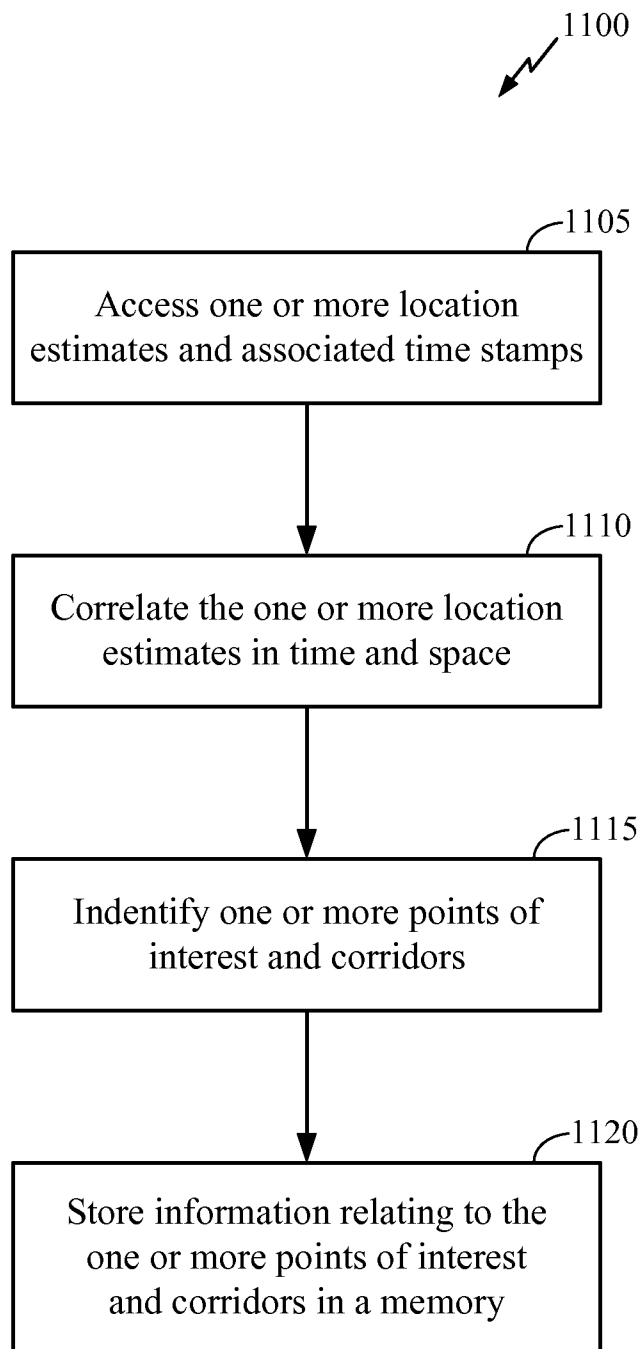 1100
1105
Access one or more location
estimates and associated time stamps
1110
Correlate the one or more location
estimates in time and space
1115
Indentify one or more points of
interest and corridors
1120
Store information relating to the
one or more points of interest
and corridors in a memory